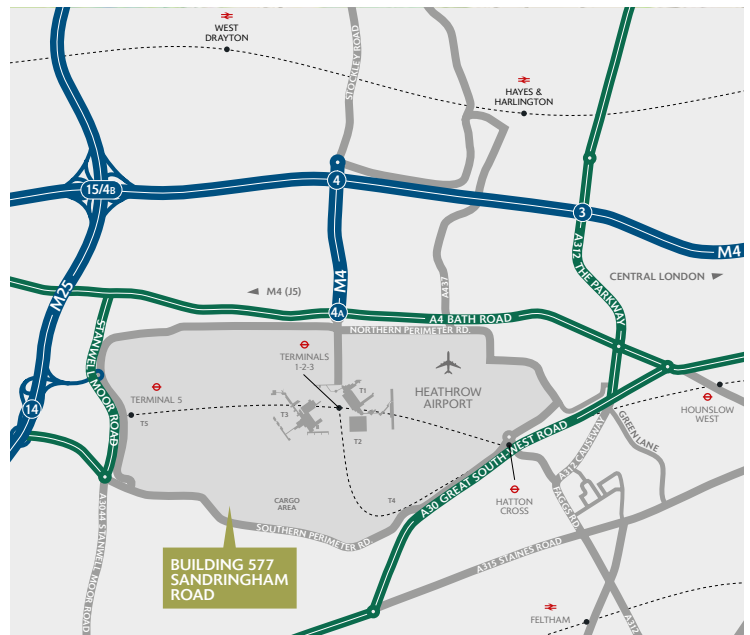 WEST
DRAYTON
STOCKLEY ROAD
HAYES &
HARLINGTON
15/4B
4
3
M4
A312 THE PARKWAY
CENTRAL LONDON
M25
M4 (J5)
M4
A437
4A
A4 BATH ROAD
NORTHERN PERIMETER RD.
STANWELL MOOR ROAD
TERMINALS
1-2-3
HEATHROW
AIRPORT
TERMINAL 5
T1
T3
T5
T2
14
HOUNSLOW
WEST
GREENLANE
A312 CAUSEWAY
A30 GREAT SOUTH-WEST ROAD
HATTON
CROSS
FAGGS RD
CARGO
AREA
T4
SOUTHERN PERIMETER RD.
A3044 STANWELL MOOR ROAD
BUILDING 577
SANDRINGHAM
ROAD
A315 STAINES ROAD
FELTHAM
A312